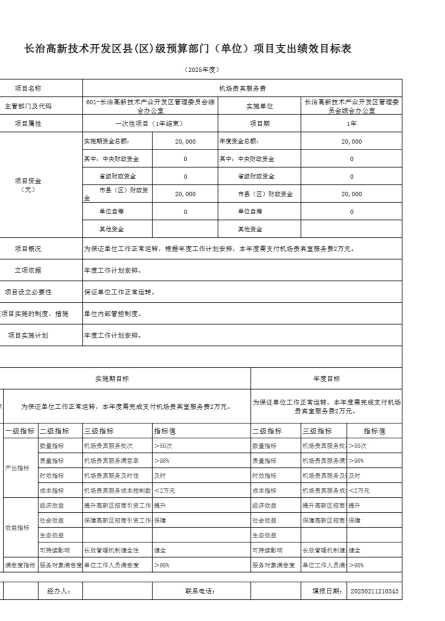 长治高新技术开发区县(区)级预算部门（单位）项目支出绩效目标表
（2025年度）
项目名称 机场贵宾服务费
主管部门及代码 601-长治高新技术产业开发区管理委员会综合办公室 实施单位 长治高新技术产业开发区管理委员会综合办公室
项目属性 一次性项目（1年结束） 项目期 1年
项目资金（元） 实施期资金总额： 20,000 年度资金总额： 20,000
其中：中央财政资金 0 其中：中央财政资金 0
省级财政资金 0 省级财政资金 0
市县（区）财政资金 20,000 市县（区）财政资金 20,000
单位自筹 0 单位自筹 0
其他资金 其他资金
项目概况 为保证单位工作正常运转，根据年度工作计划安排，本年度需支付机场贵宾室服务费2万元。
立项依据 年度工作计划安排。
项目设立必要性 保证单位工作正常运转。
项目实施的制度、措施 单位内部管控制度。
项目实施计划 年度工作计划安排。
实施期目标 年度目标
为保证单位工作正常运转，本年度需完成支付机场贵宾室服务费2万元。 为保证单位工作正常运转，本年度需完成支付机场贵宾室服务费2万元。
一级指标 二级指标 三级指标 指标值 二级指标 三级指标 指标值
产出指标 数量指标 机场贵宾服务批次 >50次 数量指标 机场贵宾服务批 >50次
质量指标 机场贵宾服务满意率 >98% 质量指标 机场贵宾服务满 >98%
时效指标 机场贵宾服务及时性 及时 时效指标 机场贵宾服务及 及时
成本指标 机场贵宾服务成本控制数 <2万元 成本指标 机场贵宾服务成 <2万元
效益指标 经济效益 提升高新区招商引资工作 提升 经济效益 提升高新区招商 提升
社会效益 保障高新区招商引资工作 保障 社会效益 保障高新区招商 保障
生态效益 生态效益
可持续影响 长效管理机制健全性 健全 可持续影响 长效管理机制健 健全
满意度指标 服务对象满意度 单位工作人员满意度 >98% 服务对象满意度 单位工作人员满 >98%
经办人： 联系电话： 填报日期： 20250211210343